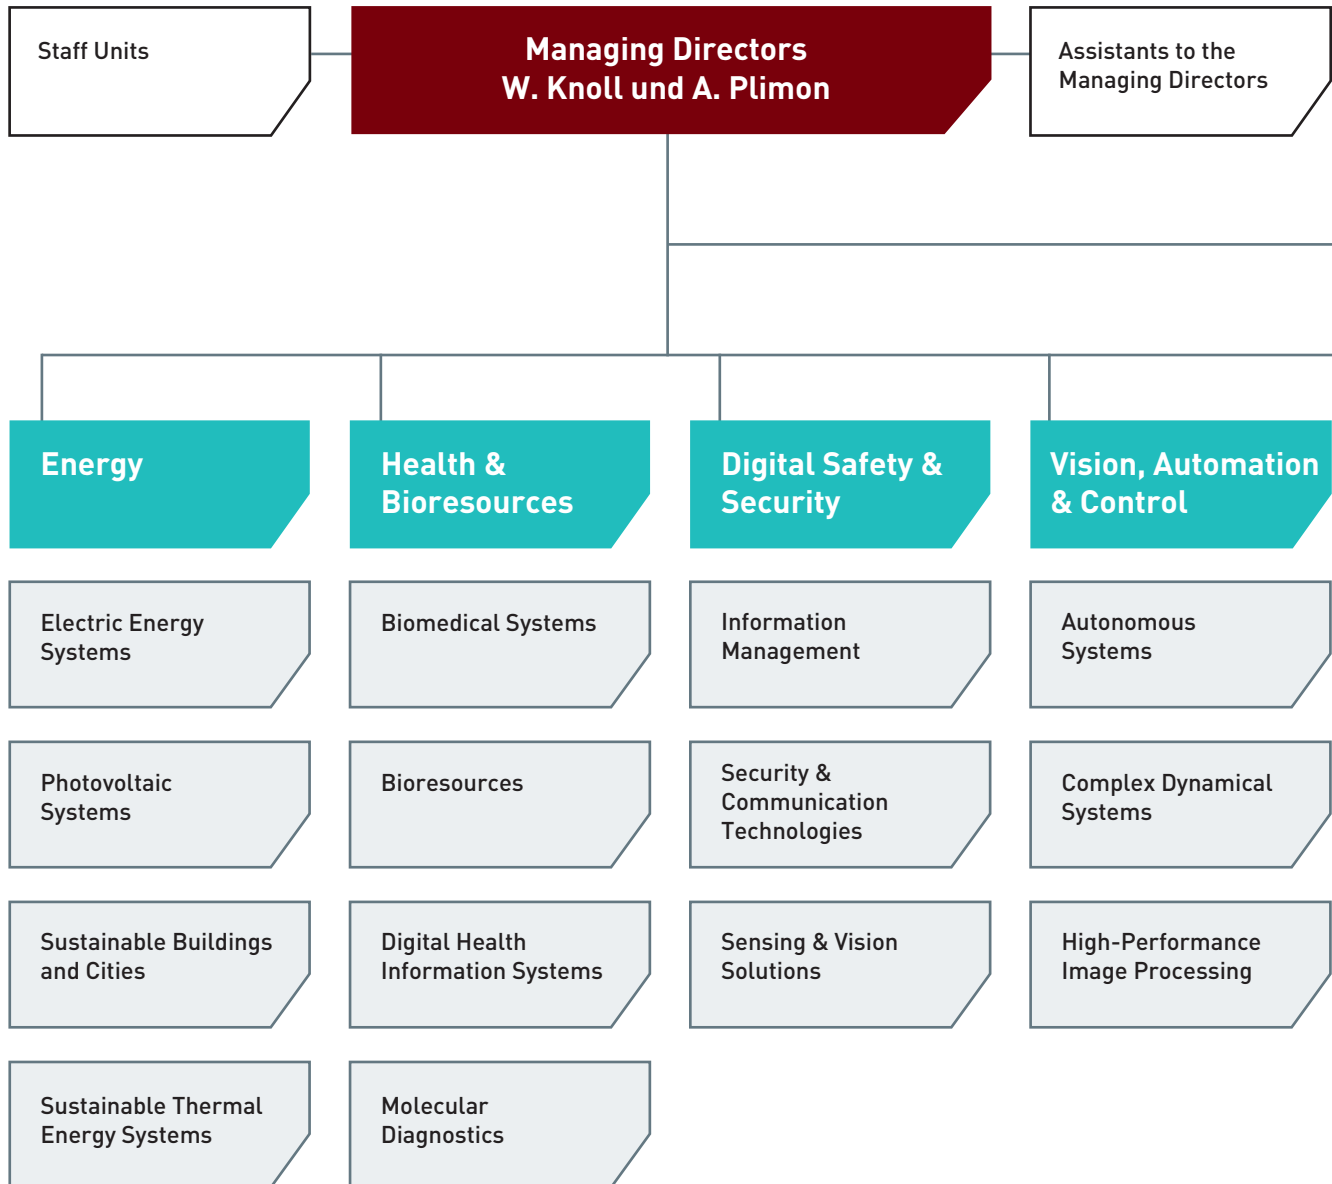 Staff Units
Managing Directors
W. Knoll und A. Plimon
Assistants to the
Managing Directors
Energy
Health &
Bioresources
Digital Safety &
Security
Vision, Automation
& Control
Electric Energy
Systems
Biomedical Systems
Information
Management
Autonomous
Systems
Photovoltaic
Systems
Bioresources
Security &
Communication
Technologies
Complex Dynamical
Systems
Sustainable Buildings
and Cities
Digital Health
Information Systems
Sensing & Vision
Solutions
High-Performance
Image Processing
Sustainable Thermal
Energy Systems
Molecular
Diagnostics